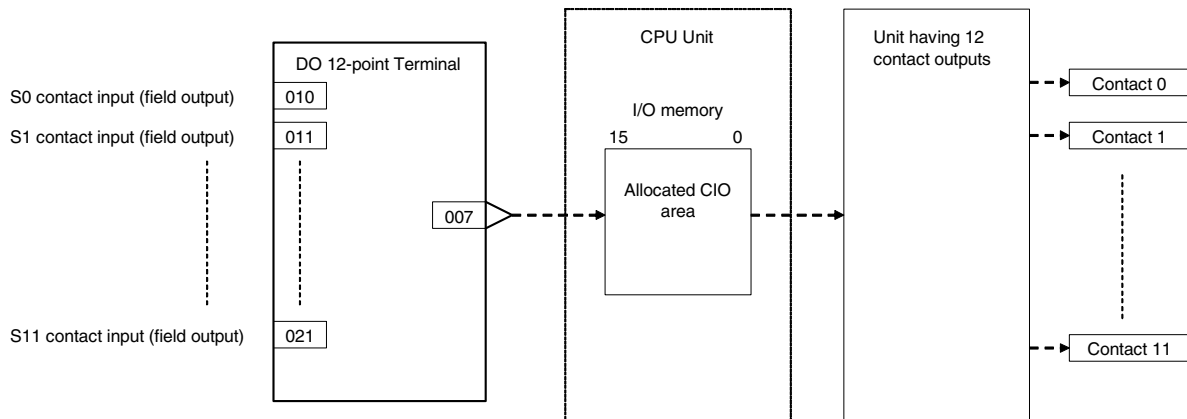 CPU Unit
Unit having 12
contact outputs
DO 12-point Terminal
S0 contact input (field output)
010
Contact 0
S1 contact input (field output)
011
I/O memory
15
0
Contact 1
Allocated CIO
area
007
S11 contact input (field output)
021
Contact 11